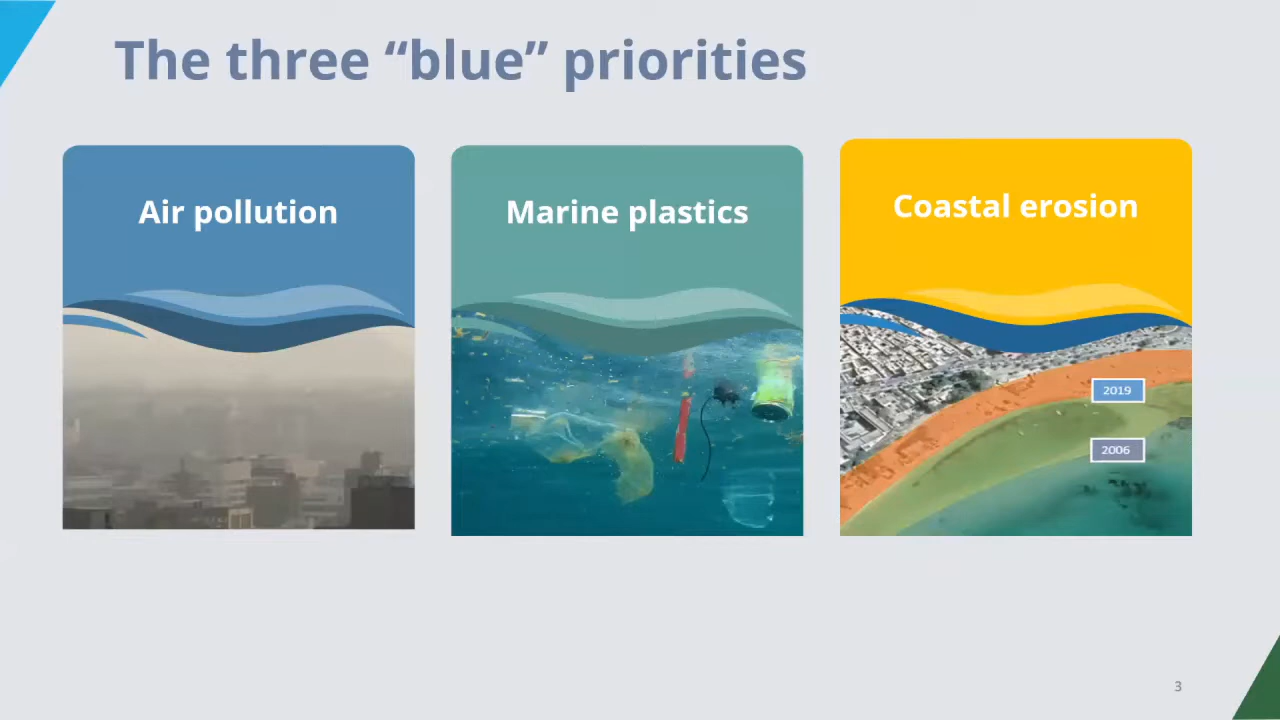 The three “blue” priorities
Air pollution
Marine plastics
Coastal erosion
2019
2006
3